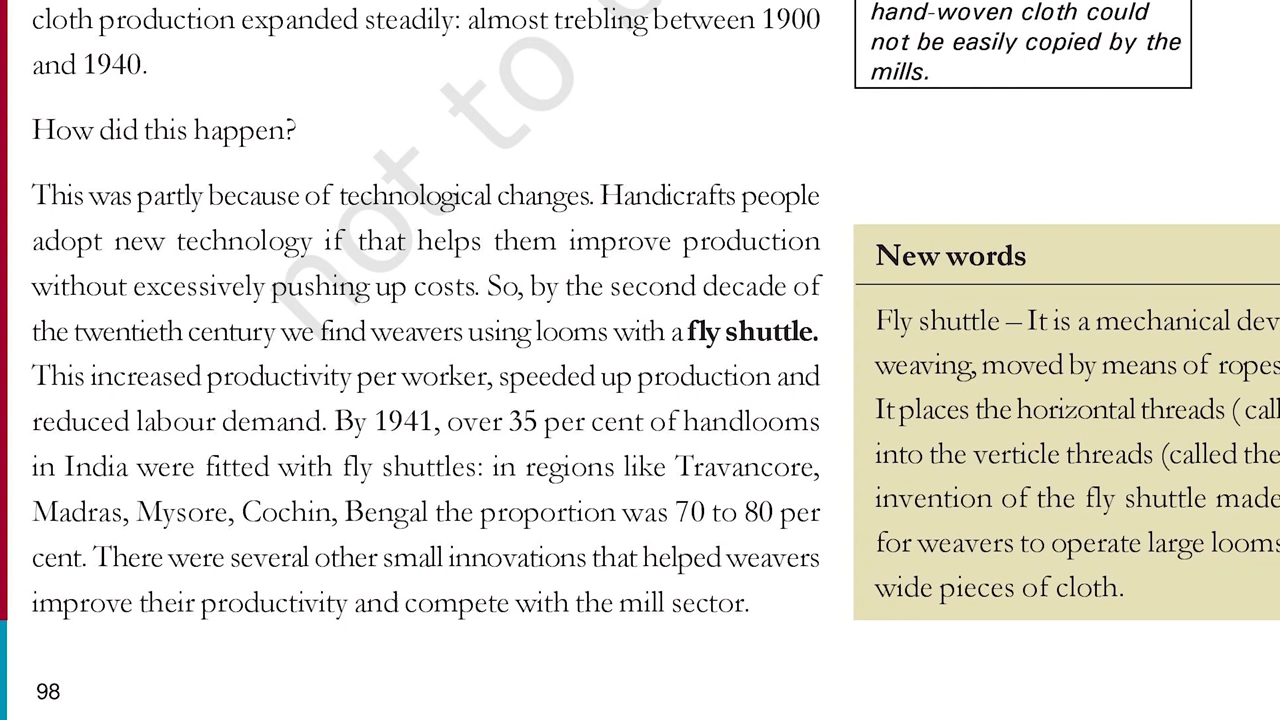 cloth production expanded steadily: almost trebling between 1900
and 1940.
How did this happen?
This was partly because of technological changes. Handicrafts people
adopt new technology if that helps them improve production
without excessively pushing up costs. So, by the second decade of
the twentieth century we find weavers using looms with a fly shuttle.
This increased productivity per worker, speeded up production and
reduced labour demand. By 1941, over 35 per cent of handlooms
in India were fitted with fly shuttles: in regions like Travancore,
Madras, Mysore, Cochin, Bengal the proportion was 70 to 80 per
cent. There were several other small innovations that helped weavers
improve their productivity and compete with the mill sector.
98
hand-woven cloth could
not be easily copied by the
mills.
New words
Fly shuttle – It is a mechanical
weaving, moved by means of ropes
It places the horizontal threads (
into the verticle threads (called the
invention of the fly shuttle made
for weavers to operate large looms
wide pieces of cloth.
not to